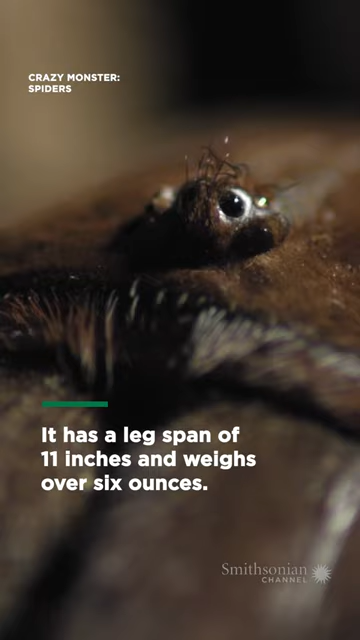 CRAZY MONSTER:
SPIDERS
It has a leg span of
11 inches and weighs
over six ounces.
Smithsonian
CHANNEL